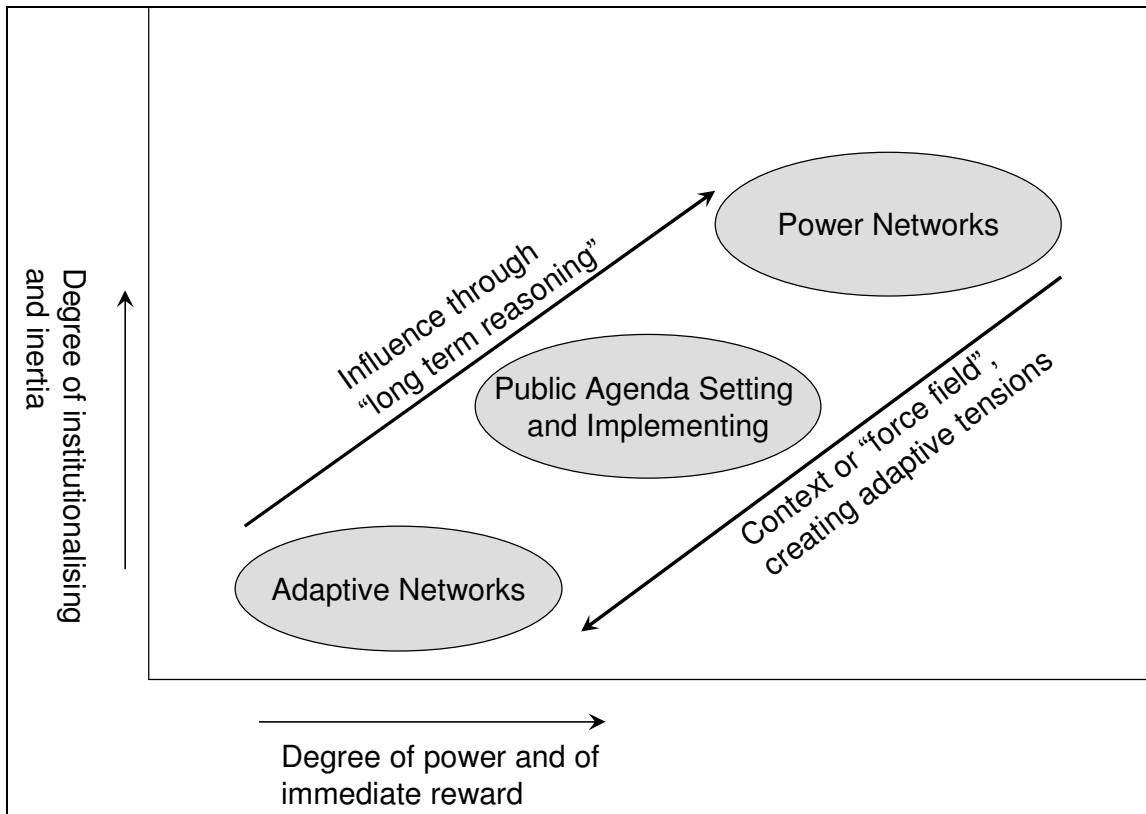 Power Networks
Influence through
“long term reasoning”
Degree of institutionalising
and inertia
Public Agenda Setting
and Implementing
Context or “force field”,
creating adaptive tensions
Adaptive Networks
Degree of power and of
immediate reward